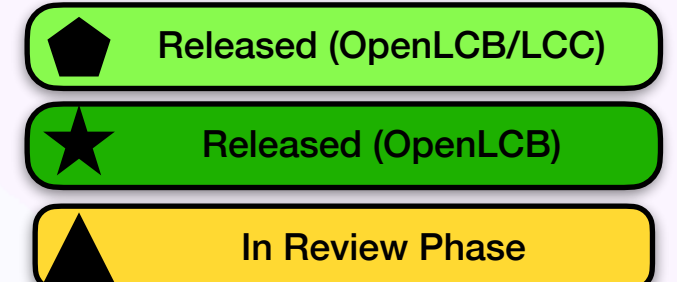 Released (OpenLCB/LCC)
Released (OpenLCB)
In Review Phase